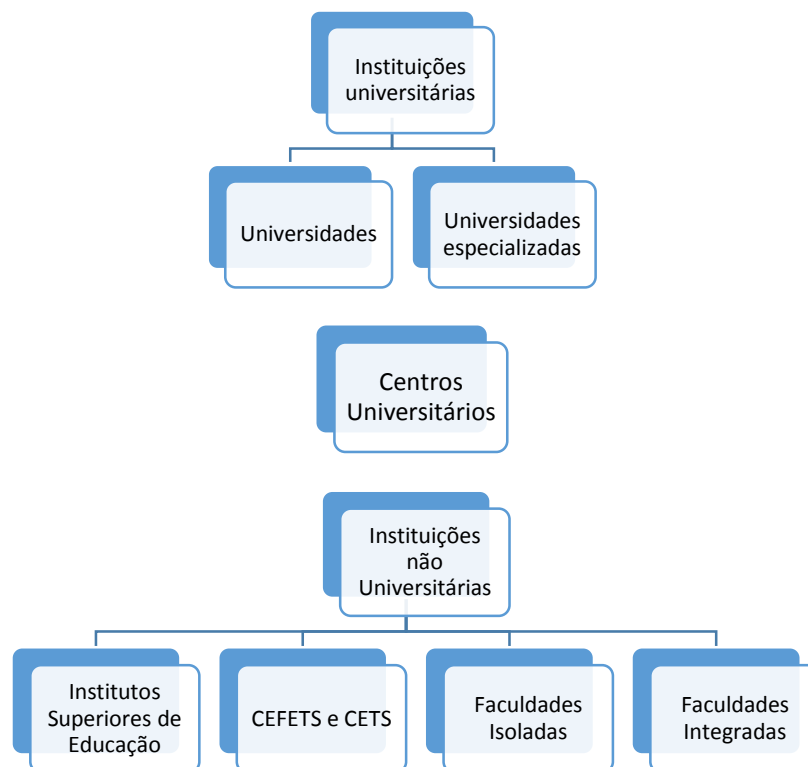 Instituições
universitárias
Universidades
Universidades
especializadas
Centros
Universitários
Instituições
não
Universitárias
Institutos
Superiores de
Educação
CEFETS e CETS
Faculdades
Isoladas
Faculdades
Integradas